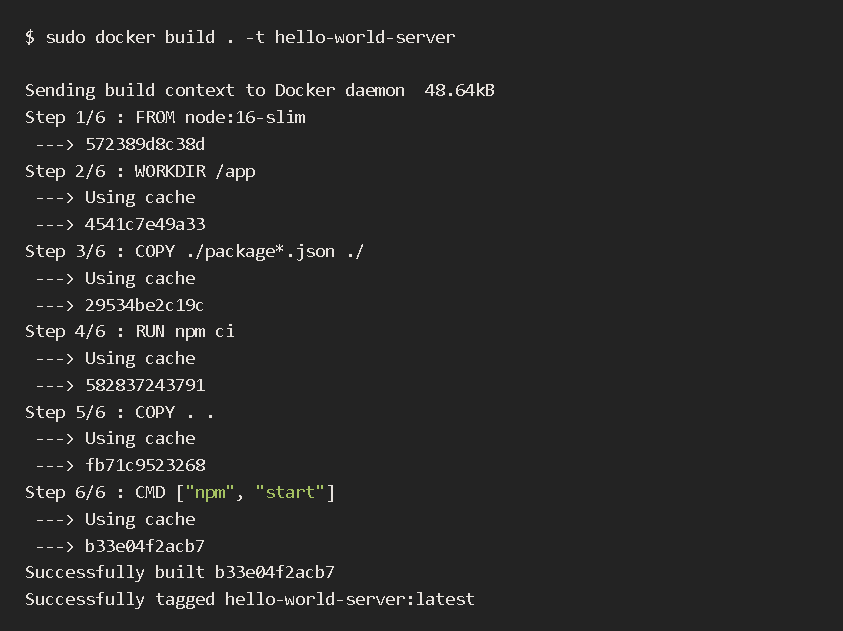 $ sudo docker build . -t hello-world-server
Sending build context to Docker daemon  48.64kB
Step 1/6 : FROM node:16-slim
 ---> 572389d8c38d
Step 2/6 : WORKDIR /app
 ---> Using cache
 ---> 4541c7e49a33
Step 3/6 : COPY ./package*.json ./
 ---> Using cache
 ---> 29534be2c19c
Step 4/6 : RUN npm ci
 ---> Using cache
 ---> 582837243791
Step 5/6 : COPY . .
 ---> Using cache
 ---> fb71c9523268
Step 6/6 : CMD ["npm", "start"]
 ---> Using cache
 ---> b33e04f2acb7
Successfully built b33e04f2acb7
Successfully tagged hello-world-server:latest